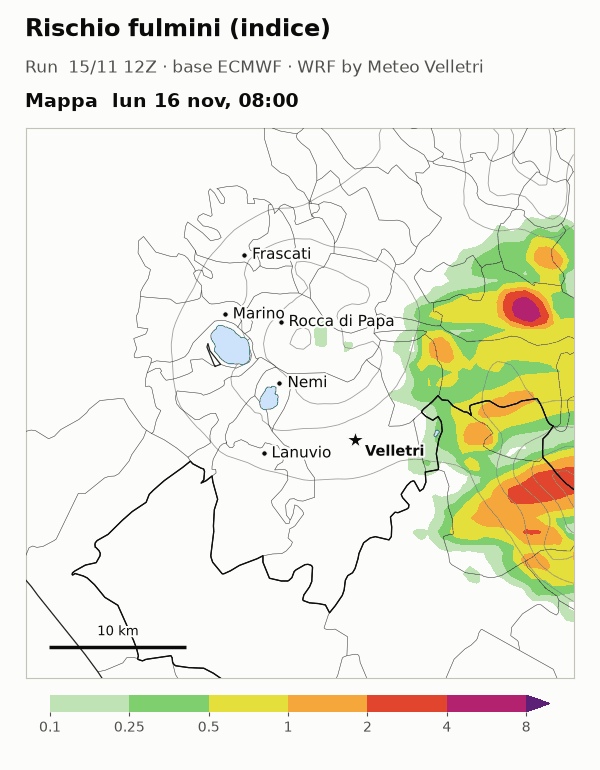 Rischio fulmini (indice)
Run  15/11 12Z · base ECMWF · WRF by Meteo Velletri
Mappa  lun 16 nov, 08:00
Frascati
Marino
Rocca di Papa
Nemi
Velletri
Lanuvio
10 km
0.1 0.25 0.5 1 2 4 8